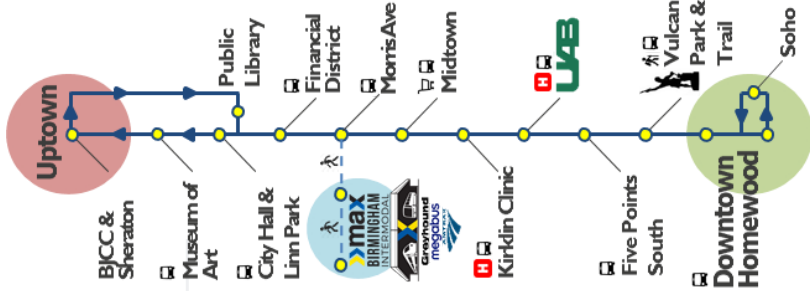 Uptown
BJCC &
Sheraton
Museum of
Art
City Hall &
Linn Park
Public
Library
Financial
District
Morris Ave
max
BIRMINGHAM
INTERMODAL
Greyhound
megabus
AMTRAK
Midtown
H
Kirklin Clinic
H
UAB
Five Points
South
Vulcan
Park &
Trail
Downtown
Homewood
Soho